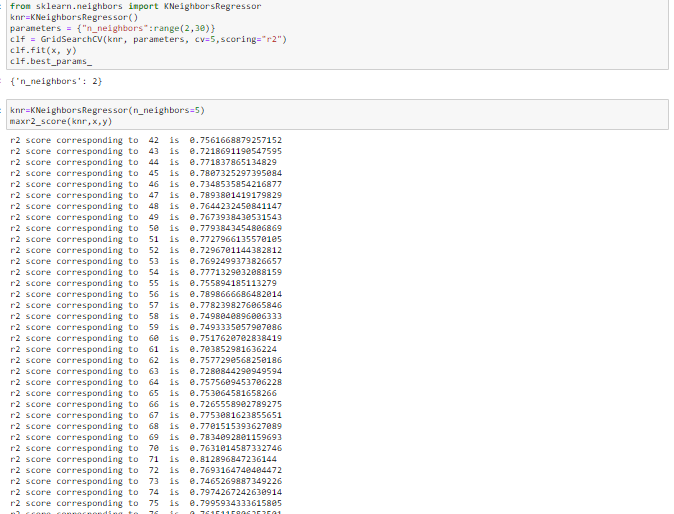 from sklearn.neighbors import KNeighborsRegressor
knr=KNeighborsRegressor()
parameters = {"n_neighbors":range(2,30)}
clf = GridSearchCV(knr, parameters, cv=5,scoring="r2")
clf.fit(x, y)
clf.best_params_
{'n_neighbors': 2}
knr=KNeighborsRegressor(n_neighbors=5)
maxr2_score(knr,x,y)
r2 score corresponding to 42 is 0.7561668879257152
r2 score corresponding to 43 is 0.7218691190547595
r2 score corresponding to 44 is 0.771837865134829
r2 score corresponding to 45 is 0.7807325297395084
r2 score corresponding to 46 is 0.7348535854216877
r2 score corresponding to 47 is 0.7893801419179829
r2 score corresponding to 48 is 0.7644232450841147
r2 score corresponding to 49 is 0.7673938430531543
r2 score corresponding to 50 is 0.7793843454806869
r2 score corresponding to 51 is 0.7727966135570105
r2 score corresponding to 52 is 0.7296701144382812
r2 score corresponding to 53 is 0.7692499373826657
r2 score corresponding to 54 is 0.7771329032088159
r2 score corresponding to 55 is 0.755894185113279
r2 score corresponding to 56 is 0.7898666686482014
r2 score corresponding to 57 is 0.7782398276065846
r2 score corresponding to 58 is 0.7498040896006333
r2 score corresponding to 59 is 0.7493335057907086
r2 score corresponding to 60 is 0.7517620702838419
r2 score corresponding to 61 is 0.703852981636224
r2 score corresponding to 62 is 0.7577290568250186
r2 score corresponding to 63 is 0.7280844290949594
r2 score corresponding to 64 is 0.7575609453706228
r2 score corresponding to 65 is 0.753064581658266
r2 score corresponding to 66 is 0.7265558902789275
r2 score corresponding to 67 is 0.7753081623855651
r2 score corresponding to 68 is 0.7701515393627089
r2 score corresponding to 69 is 0.7834092801159693
r2 score corresponding to 70 is 0.7631014587332746
r2 score corresponding to 71 is 0.812896847236144
r2 score corresponding to 72 is 0.7693164740404472
r2 score corresponding to 73 is 0.7465269887349226
r2 score corresponding to 74 is 0.7974267242630914
r2 score corresponding to 75 is 0.7995934333615805